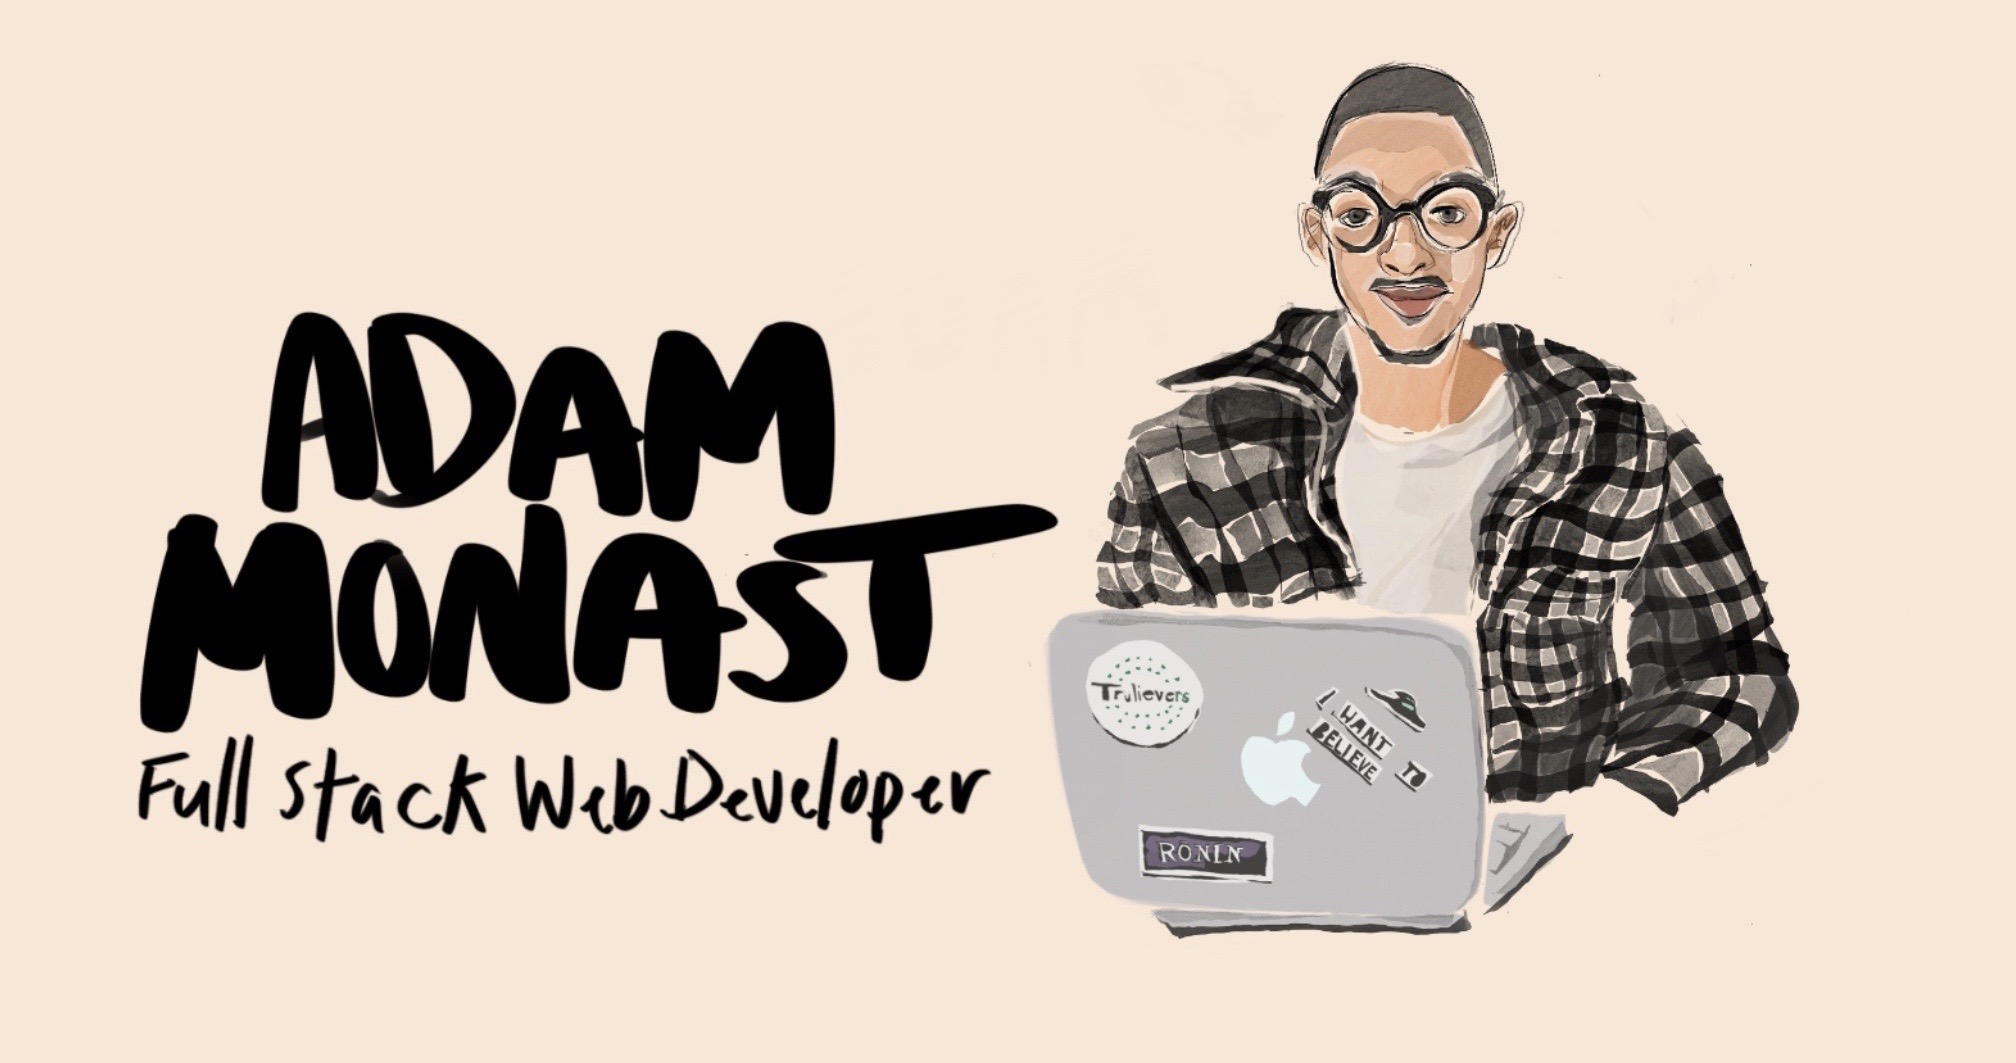 ADAM
MONAST
Full Stack Web Developer
Trulievers
I WANT
TO
BELIEVE
RONIN